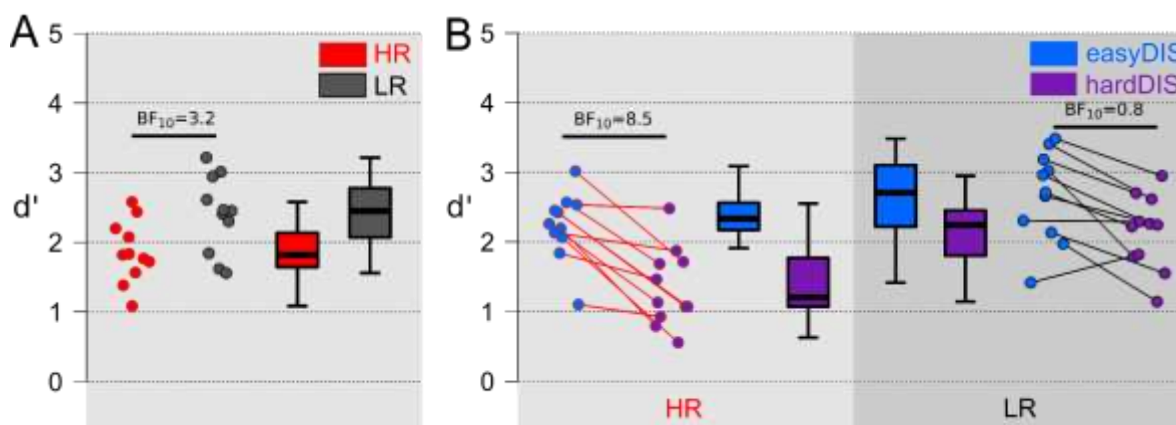 A
5
4
3
2
1
0
d'
HR
LR
BF₁₀=3.2
B
5
4
3
2
1
0
d'
easyDIS
hardDIS
BF₁₀=8.5
BF₁₀=0.8
HR
LR